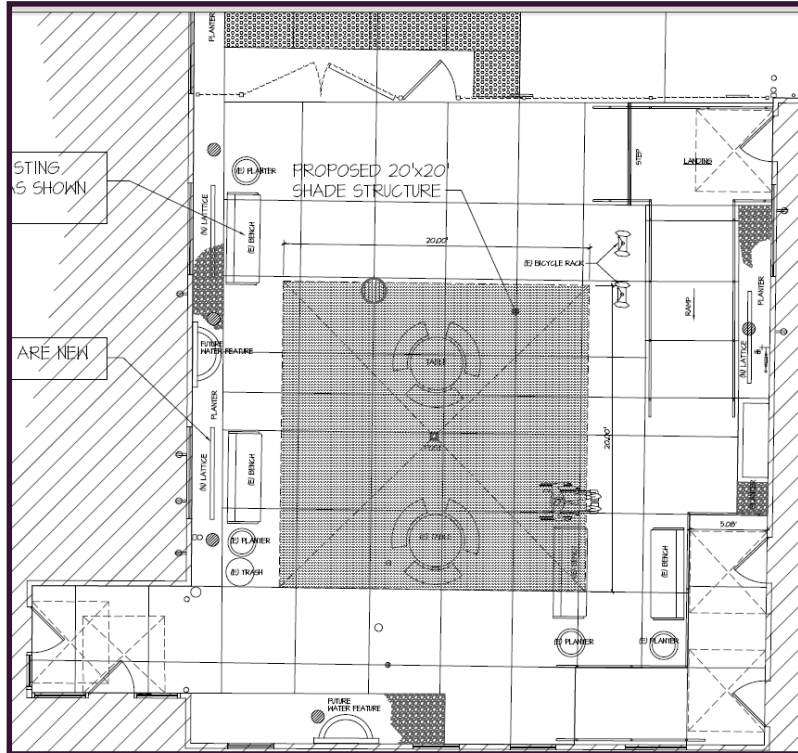 PLANTER
STING
AS SHOWN
(E) PLANTER
PROPOSED 20'x20'
SHADE STRUCTURE
STEP
LANDING
(N) LATTICE
(E) BENCH
20.00'
(E) BICYCLE RACK
RAMP
PLANTER
(N) LATTICE
ARE NEW
FUTURE
WATER FEATURE
TABLE
PLANTER
20.00'
(N) LATTICE
(E) BENCH
PLANTER
5.08'
(E) TABLE
(E) PLANTER
(E) TRASH
(E) BENCH
(E) BENCH
(E) PLANTER
(E) PLANTER
FUTURE
WATER FEATURE